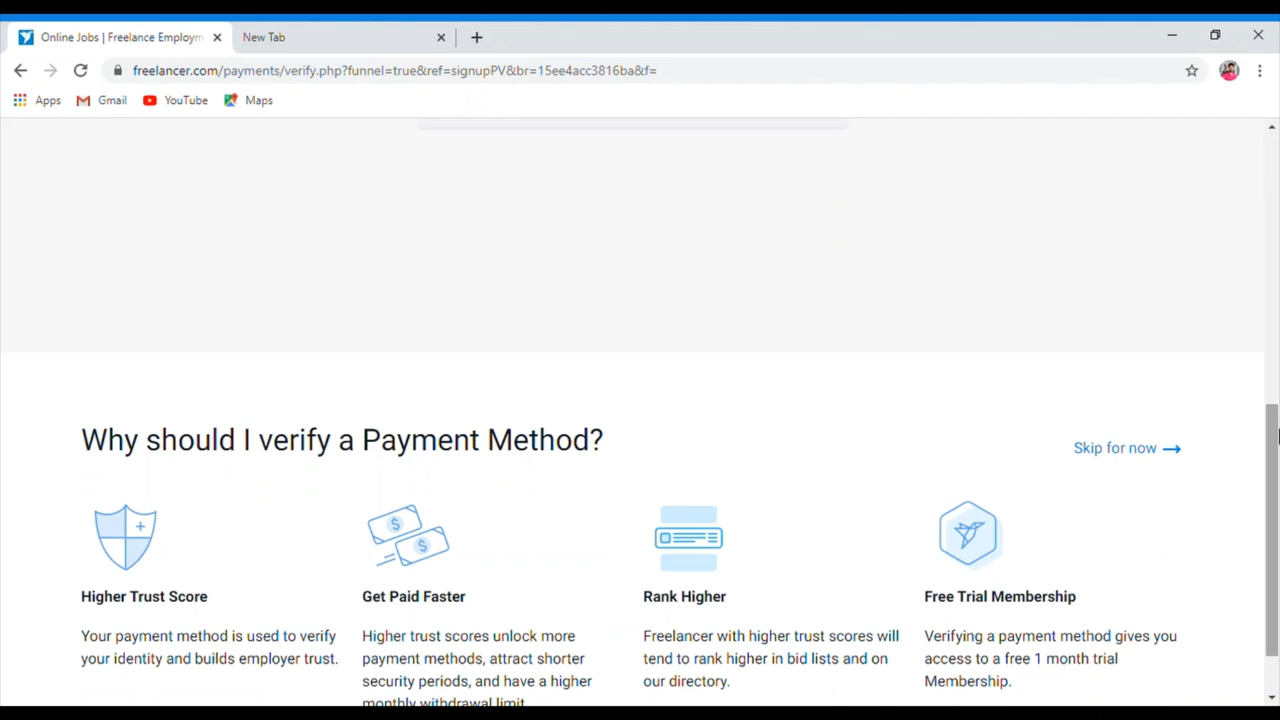 Online Jobs | Freelance Employm
New Tab
freelancer.com/payments/verify.php?funnel=true&ref=signupPV&br=15ee4acc3816ba&f=
Apps
Gmail
YouTube
Maps
Why should I verify a Payment Method?
Skip for now →
Higher Trust Score
Your payment method is used to verify
your identity and builds employer trust.
Get Paid Faster
Higher trust scores unlock more
payment methods, attract shorter
security periods, and have a higher
monthly withdrawal limit.
Rank Higher
Freelancer with higher trust scores will
tend to rank higher in bid lists and on
our directory.
Free Trial Membership
Verifying a payment method gives you
access to a free 1 month trial
Membership.